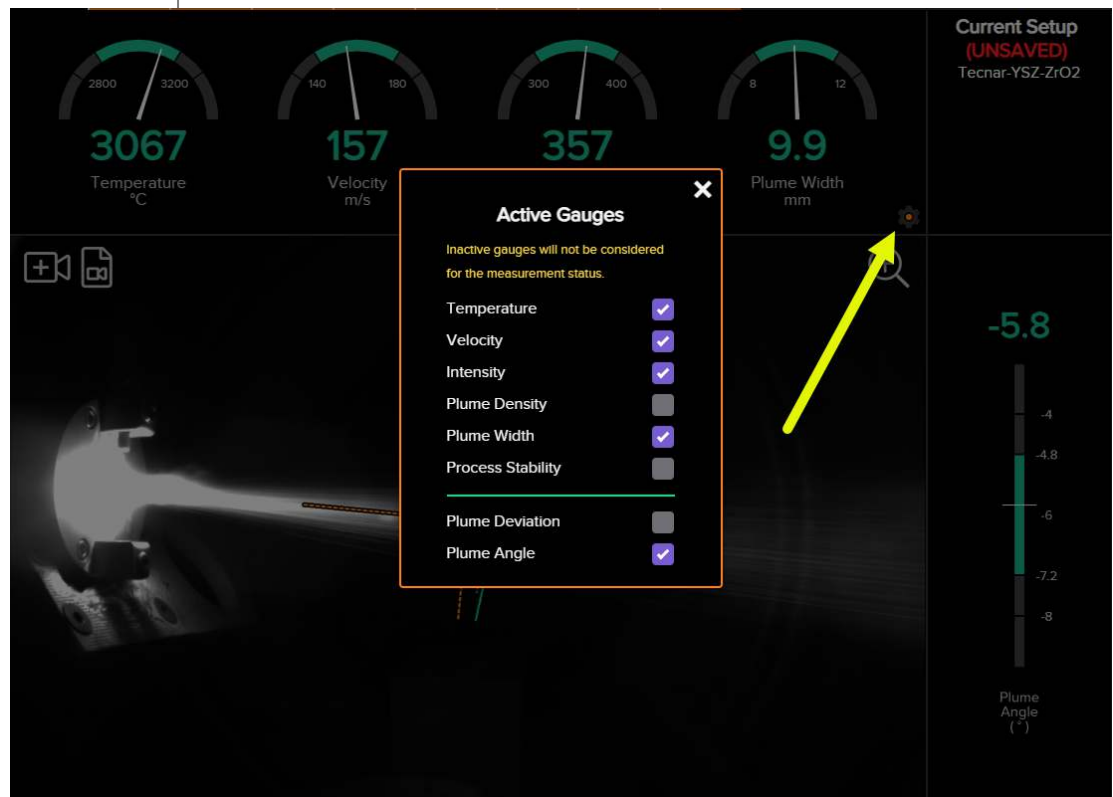 Current Setup
(UNSAVED)
Tecnar-YSZ-ZrO2
2800 3200
140 180
300 400
8 12
3067
157
357
9.9
Temperature
°C
Velocity
m/s
Plume Width
mm
Active Gauges
Inactive gauges will not be considered
for the measurement status.
Temperature
Velocity
Intensity
Plume Density
Plume Width
Process Stability
Plume Deviation
Plume Angle
-5.8
-4
-4.8
-6
-7.2
-8
Plume
Angle
(°)